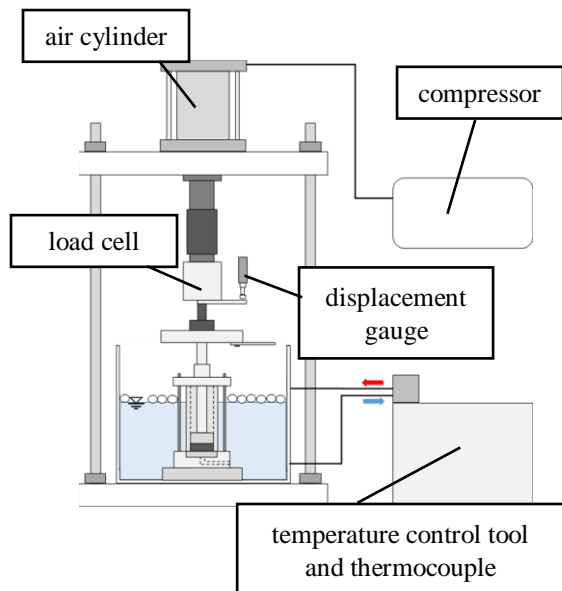 air cylinder
compressor
load cell
displacement
gauge
temperature control tool
and thermocouple